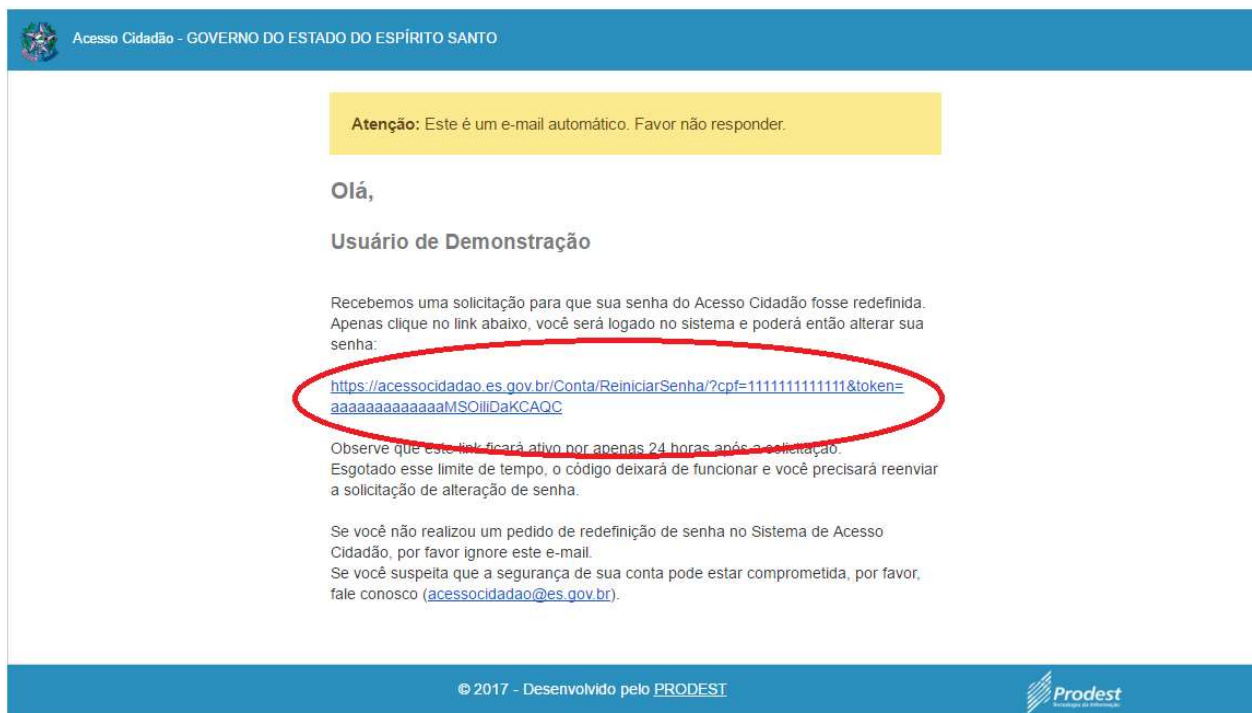 Acesso Cidadão - GOVERNO DO ESTADO DO ESPÍRITO SANTO
Atenção: Este é um e-mail automático. Favor não responder.
Olá,
Usuário de Demonstração
Recebemos uma solicitação para que sua senha do Acesso Cidadão fosse redefinida.
Apenas clique no link abaixo, você será logado no sistema e poderá então alterar sua
senha:
https://acessocidadao.es.gov.br/Conta/ReiniciarSenha/?cpf=1111111111111&token=
aaaaaaaaaaaaaMSOiliDaKCAQC
Observe que este link ficará ativo por apenas 24 horas após a solicitação.
Esgotado esse limite de tempo, o código deixará de funcionar e você precisará reenviar
a solicitação de alteração de senha.
Se você não realizou um pedido de redefinição de senha no Sistema de Acesso
Cidadão, por favor ignore este e-mail.
Se você suspeita que a segurança de sua conta pode estar comprometida, por favor,
fale conosco (acessocidadao@es.gov.br).
© 2017 - Desenvolvido pelo PRODEST
Prodest
Tecnologia da Informação